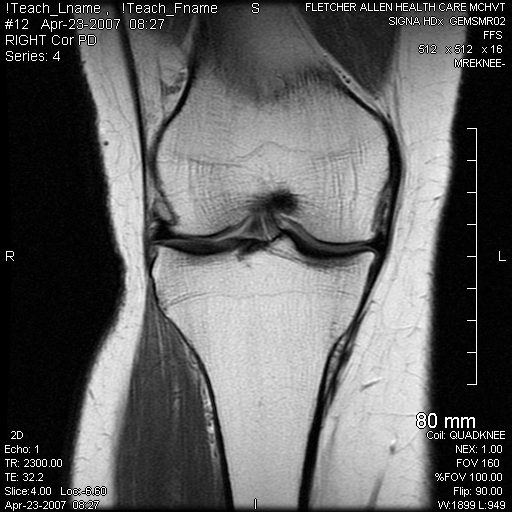 !Teach_Lname , !Teach_Fname
#12 Apr-23-2007 08:27
RIGHT Cor PD
Series: 4
S
FLETCHER ALLEN HEALTH CARE MCHVT
SIGNA HDx GEMSMR02
FFS
512 x 512 x 16
MREKNEE-
R
L
80 mm
2D
Echo: 1
TR: 2300.00
TE: 32.2
Slice:4.00 Loc:-6.60
Apr-23-2007 08:27
I
Coil: QUADKNEE
NEX: 1.00
FOV 160
%FOV 100.00
Flip: 90.00
W:1899 L:949